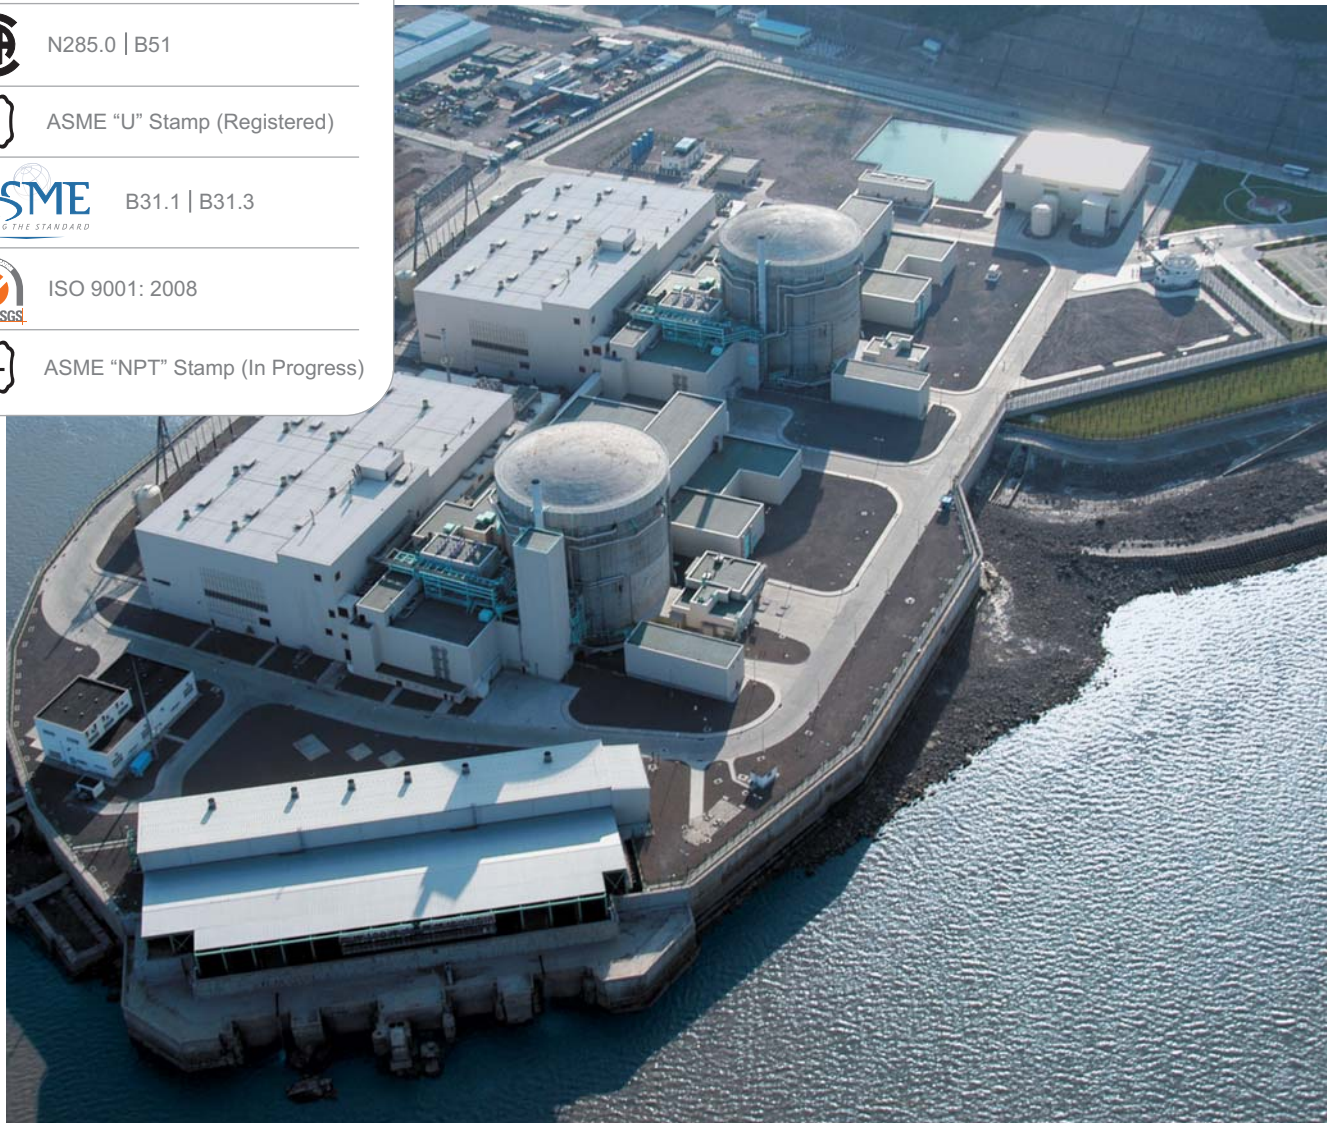 N285.0 | B51
ASME “U” Stamp (Registered)
SME
B31.1 | B31.3
G THE STANDARD
ISO 9001: 2008
SGS
ASME “NPT” Stamp (In Progress)